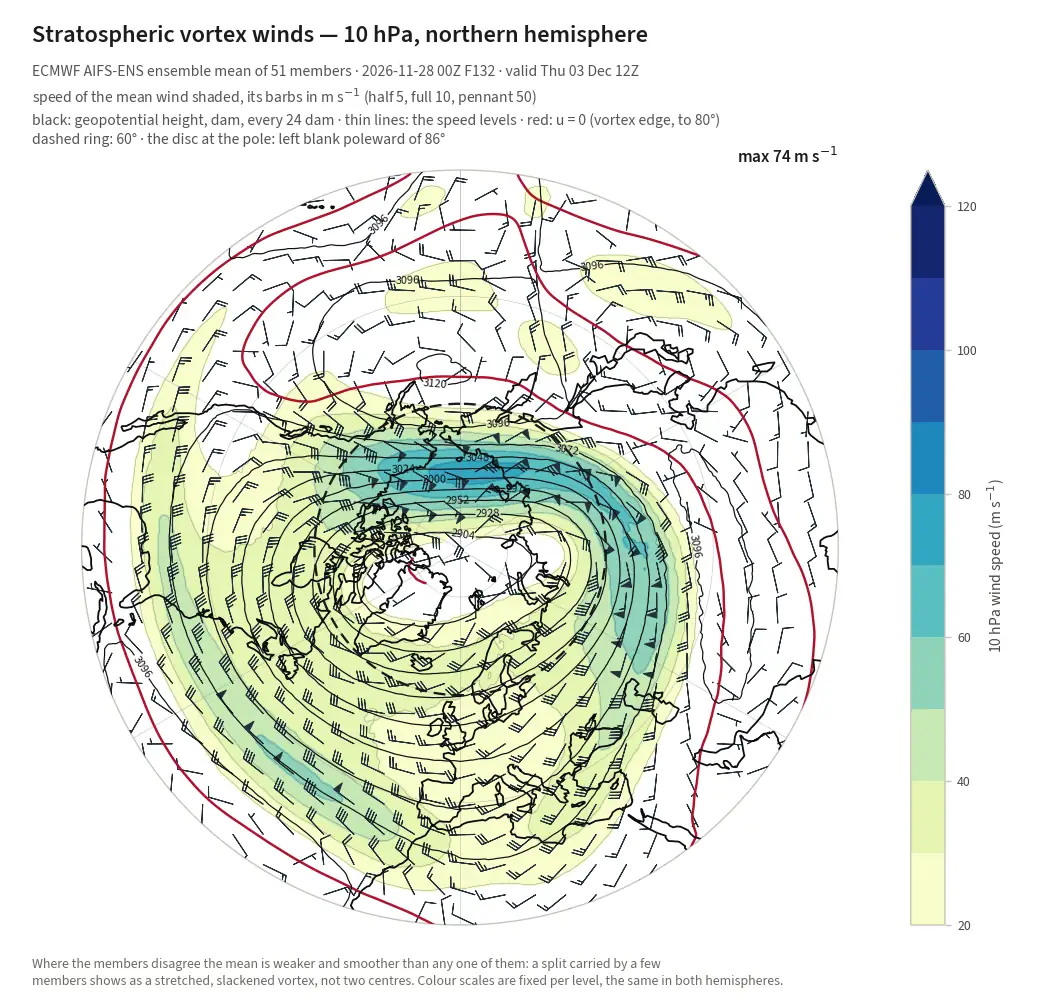 Stratospheric vortex winds — 10 hPa, northern hemisphere
ECMWF AIFS-ENS ensemble mean of 51 members · 2026-11-28 00Z F132 · valid Thu 03 Dec 12Z
speed of the mean wind shaded, its barbs in m s⁻¹ (half 5, full 10, pennant 50)
black: geopotential height, dam, every 24 dam · thin lines: the speed levels · red: u = 0 (vortex edge, to 80°)
dashed ring: 60° · the disc at the pole: left blank poleward of 86°
max 74 m s⁻¹
3096
3096
3096
3120
3096
3072
3048
3024
3000
2952
2928
2904
3096
3096
120
100
80
60
40
20
10 hPa wind speed (m s⁻¹)
Where the members disagree the mean is weaker and smoother than any one of them: a split carried by a few
members shows as a stretched, slackened vortex, not two centres. Colour scales are fixed per level, the same in both hemispheres.